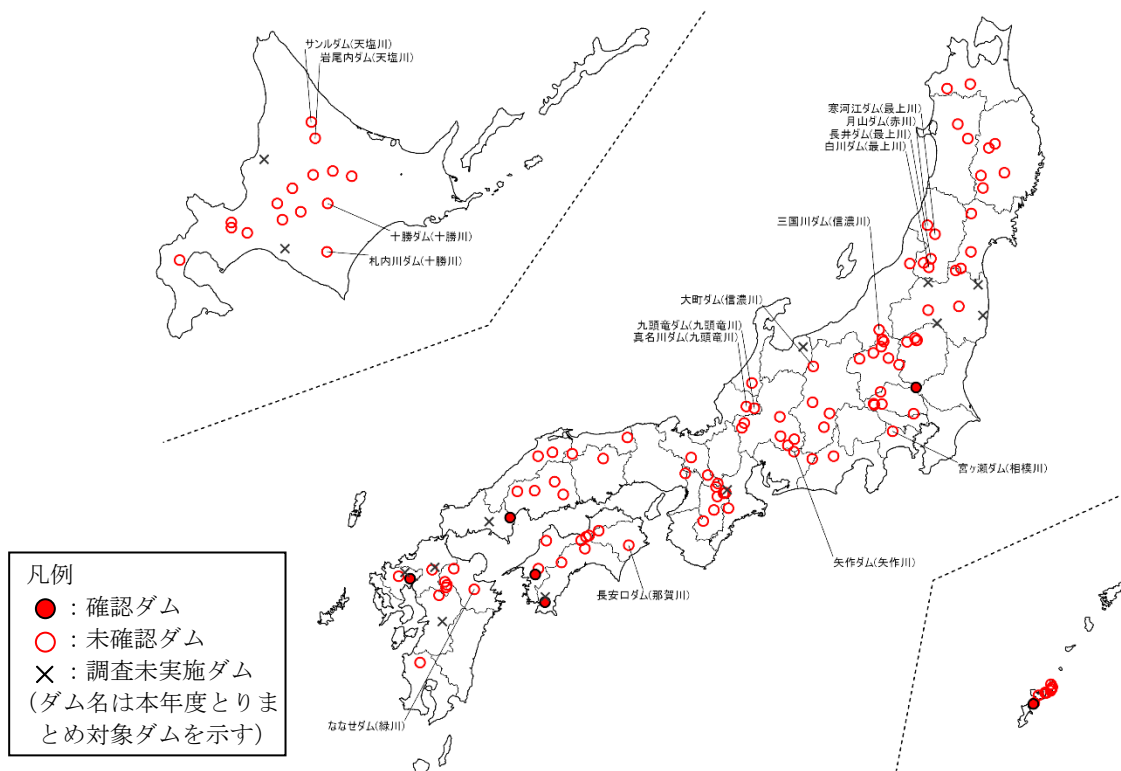 サンルダム(天塩川)
岩尾内ダム(天塩川)
寒河江ダム(最上川)
月山ダム(赤川)
長井ダム(最上川)
白川ダム(最上川)
三国川ダム(信濃川)
十勝ダム(十勝川)
札内川ダム(十勝川)
大町ダム(信濃川)
九頭竜ダム(九頭竜川)
真名川ダム(九頭竜川)
宮ヶ瀬ダム(相模川)
矢作ダム(矢作川)
長安口ダム(那賀川)
ななせダム(緑川)
凡例
:確認ダム
:未確認ダム
:調査未実施ダム
(ダム名は本年度とりま
とめ対象ダムを示す)